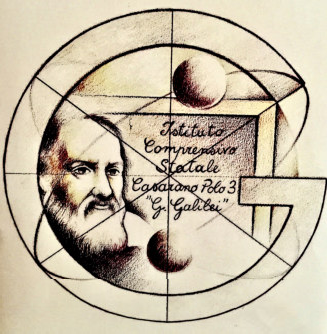 Istituto
Comprensivo
Statale
Casarano Polo 3
"G. Galilei"